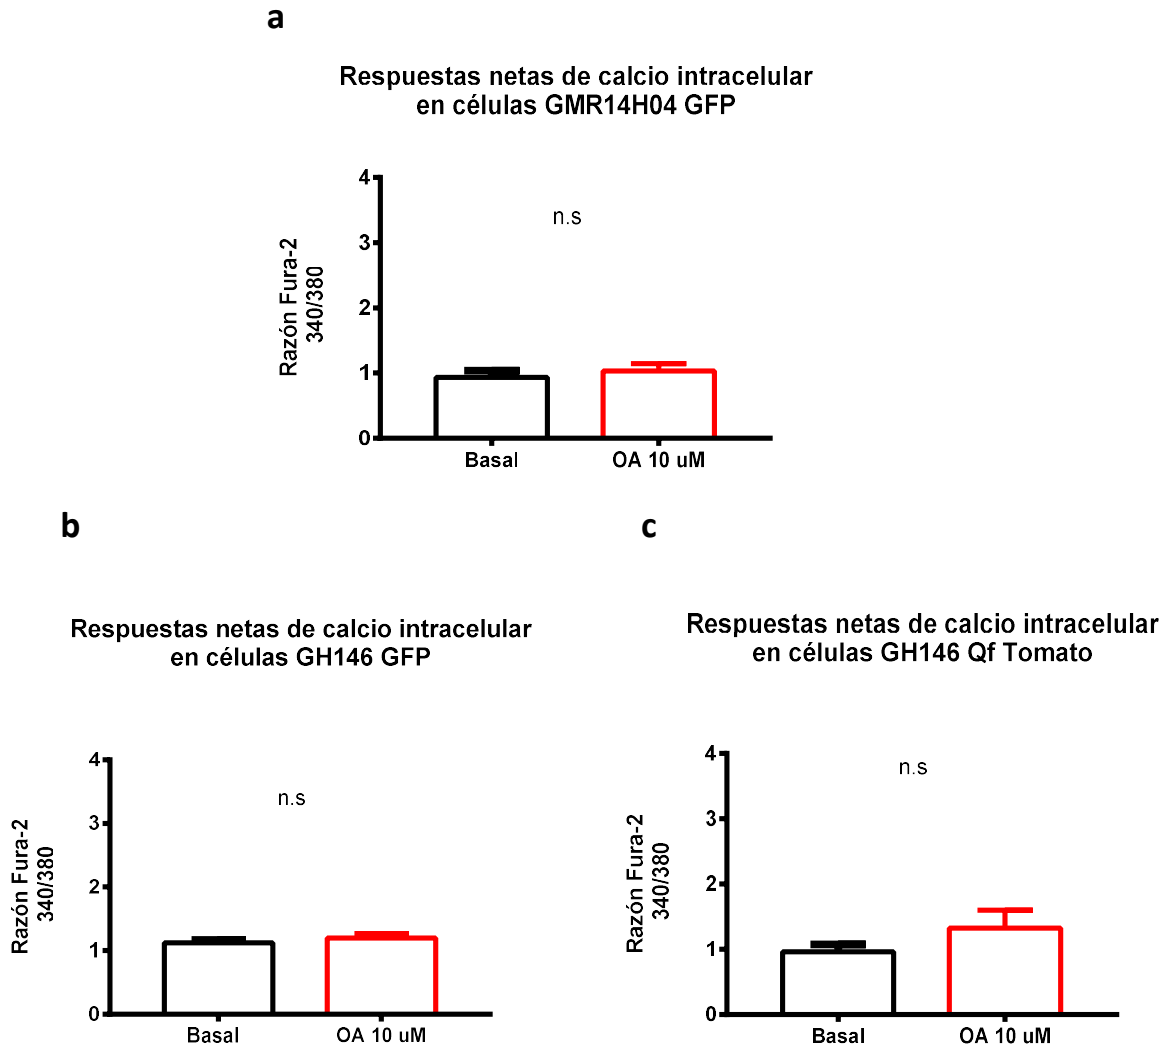 a
Respuestas netas de calcio intracelular
en células GMR14H04 GFP
4
n.s
3
2
1
0
Razón Fura-2
340/380
Basal
OA 10 uM
b
Respuestas netas de calcio intracelular
en células GH146 GFP
4
n.s
3
2
1
0
Razón Fura-2
340/380
Basal
OA 10 uM
c
Respuestas netas de calcio intracelular
en células GH146 Qf Tomato
4
n.s
3
2
1
0
Razón Fura-2
340/380
Basal
OA 10 uM